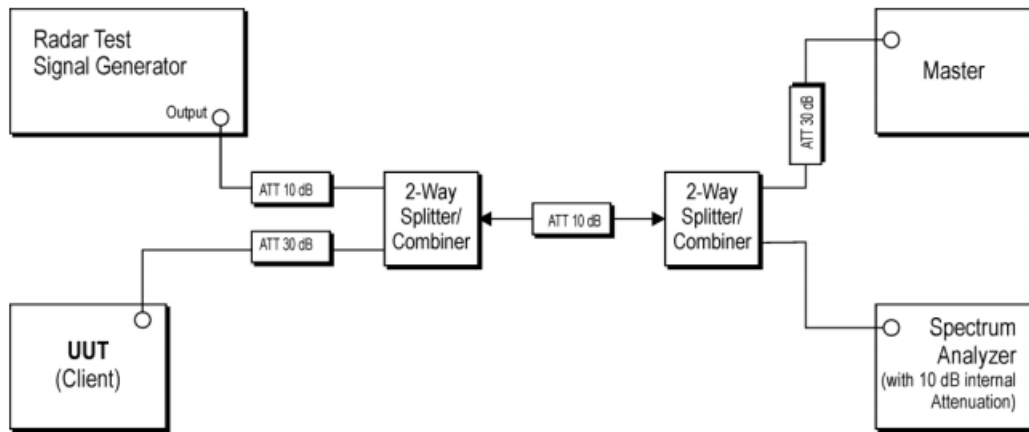 Radar Test
Signal Generator
Output
ATT 10 dB
2-Way
Splitter/
Combiner
ATT 30 dB
UUT
(Client)
ATT 10 dB
2-Way
Splitter/
Combiner
ATT 30 dB
Master
Spectrum
Analyzer
(with 10 dB internal
Attenuation)